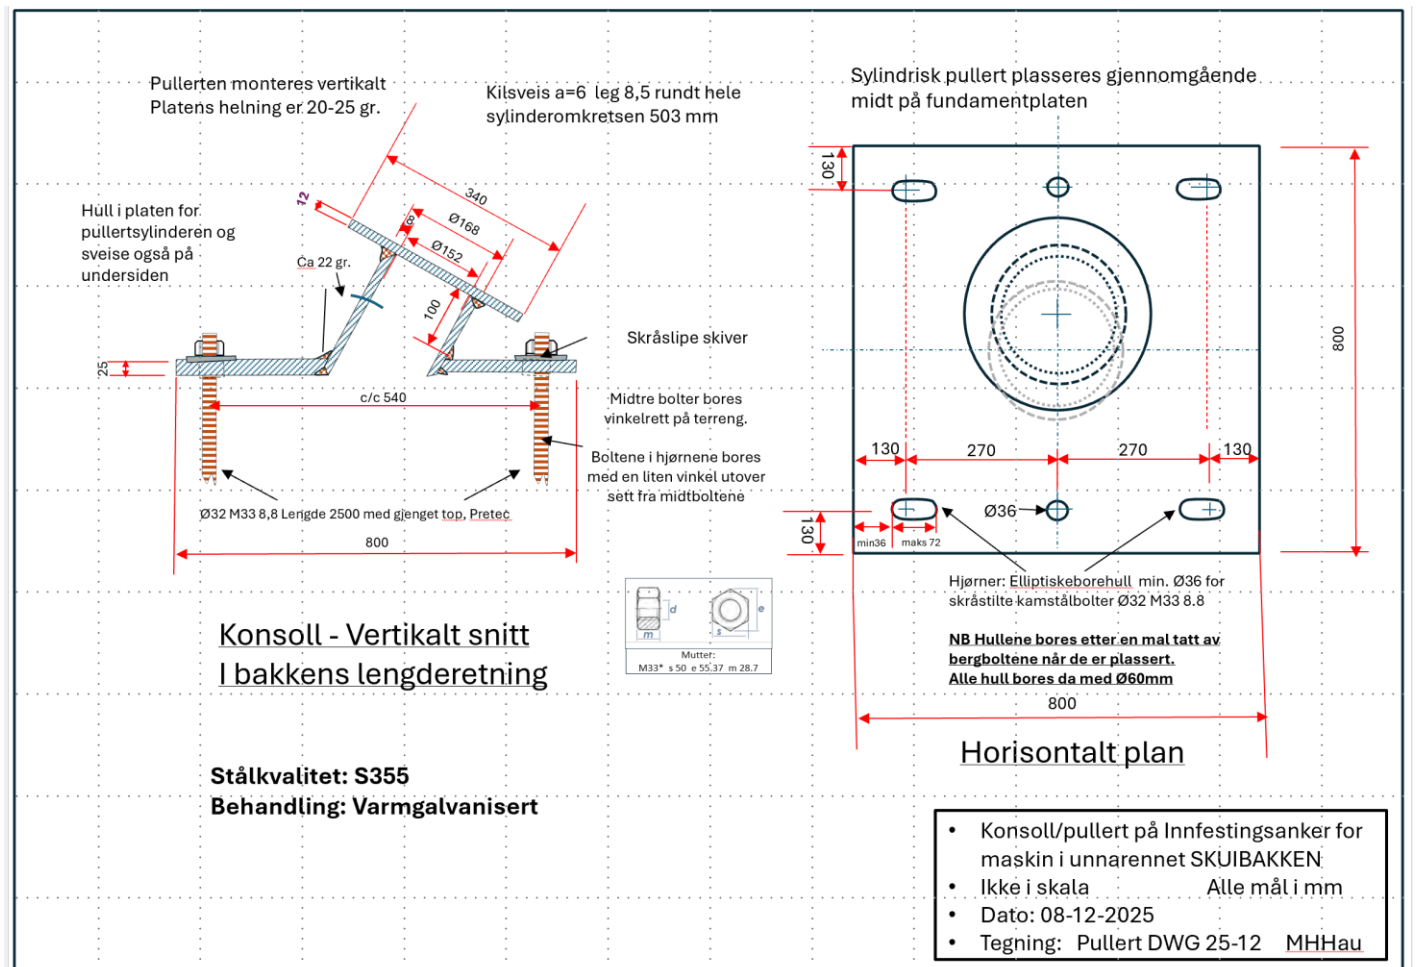 Pullerten monteres vertikalt
Platens helning er 20-25 gr.
Kilsveis a=6 leg 8,5 rundt hele
sylinderomkretsen 503 mm
Sylindrisk pullert plasseres gjennomgående
midt på fundamentplaten
12
340
8
Ø168
Ø152
100
Hull i platen for
pullertsylinderen og
sveise også på
undersiden
Ca 22 gr.
25
Skråslipe skiver
c/c 540
Midtre bolter bores
vinkelrett på terreng.
Boltene i hjørnene bores
med en liten vinkel utover
sett fra midtboltene
Ø32 M33 8,8 Lengde 2500 med gjenget top, Pretec
800
130
800
130
270
270
130
Ø36
130
min36
maks 72
Hjørner: Elliptiskeborehull min. Ø36 for
skråstilte kamstålbolter Ø32 M33 8.8
NB Hullene bores etter en mal tatt av
bergboltene når de er plassert.
Alle hull bores da med Ø60mm
800
d
m
s
e
Mutter:
M33* s 50 e 55.37 m 28.7
Konsoll - Vertikalt snitt
I bakkens lengderetning
Horisontalt plan
Stålkvalitet: S355
Behandling: Varmgalvanisert
• Konsoll/pullert på Innfestingsanker for
maskin i unnarennet SKUIBAKKEN
• Ikke i skala Alle mål i mm
• Dato: 08-12-2025
• Tegning: Pullert DWG 25-12 MHHau